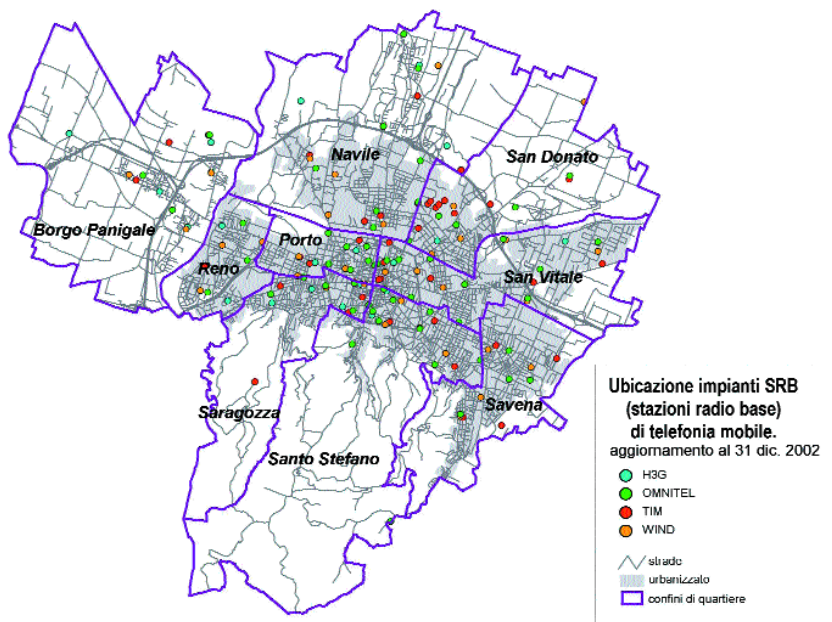 Navile
San Donato
Borgo Panigale
Porto
Reno
San Vitale
Saragozza
Savena
Santo Stefano
Ubicazione impianti SRB
(stazioni radio base)
di telefonia mobile.
aggiornamento al 31 dic. 2002
H3G
OMNITEL
TIM
WIND
strade
urbanizzato
confini di quartiere